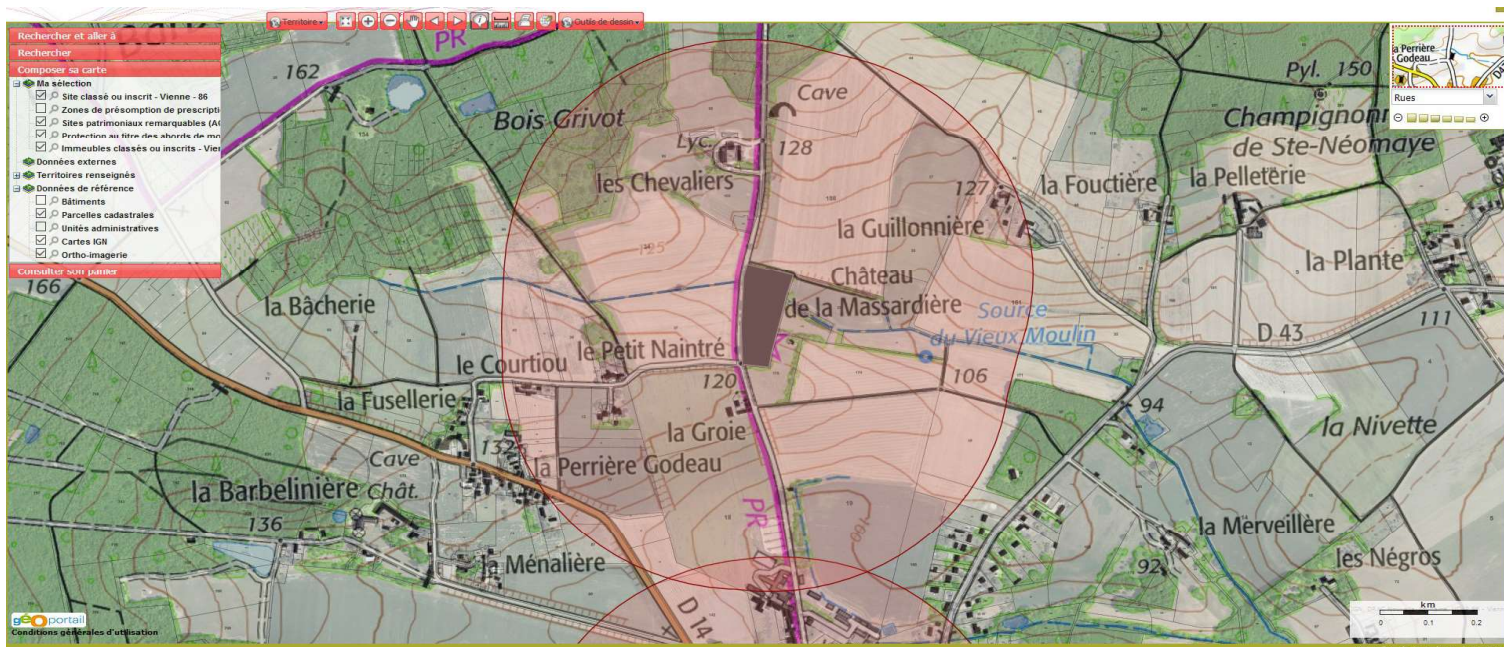 Territoire
Outils de dessin
Rechercher et aller à
Rechercher
Composer sa carte
Ma sélection
Site classé ou inscrit - Vienne - 86
Zones de présomption de prescripti
Sites patrimoniaux remarquables (A
Protection au titre des abords de mo
Immeubles classés ou inscrits - Vien
Données externes
Territoires renseignés
Données de référence
Bâtiments
Parcelles cadastrales
Unités administratives
Cartes IGN
Ortho-imagerie
Consulter son panier
PR
162
154
Bois Grivot
Cave
Lyc.
128
les Chevaliers
127
la Fouctière
la Guillonnière
Pyl. 150
Champignonn
de Ste-Néomaye
la Pelleterie
la Perrière
Godeau
Rues
125
la Plante
166
la Bâcherie
Château
de la Massardière
Source
du Vieux Moulin
D 43
111
le Courtiou
le Petit Naintré
120
106
la Fusellerie
94
la Groie
la Nivette
Cave
132
la Perrière Godeau
la Barbelinière
Chât.
136
PR
100
la Merveillère
la Ménalière
92
les Négros
D 14
géoportail
Conditions générales d'utilisation
km
0 0.1 0.2